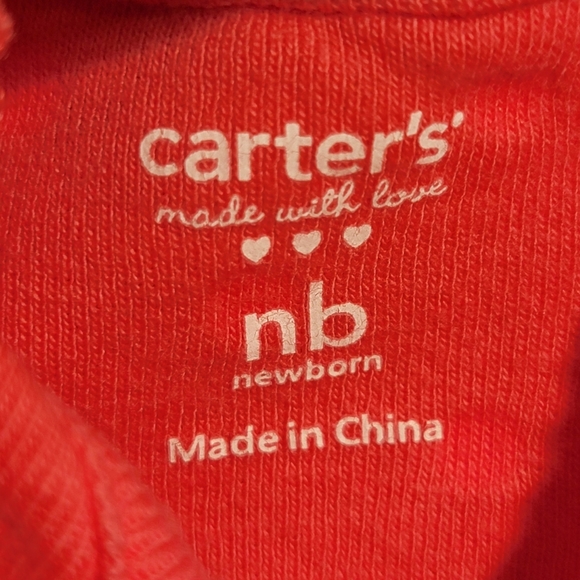 carter's
made with love
nb
newborn
Made in China